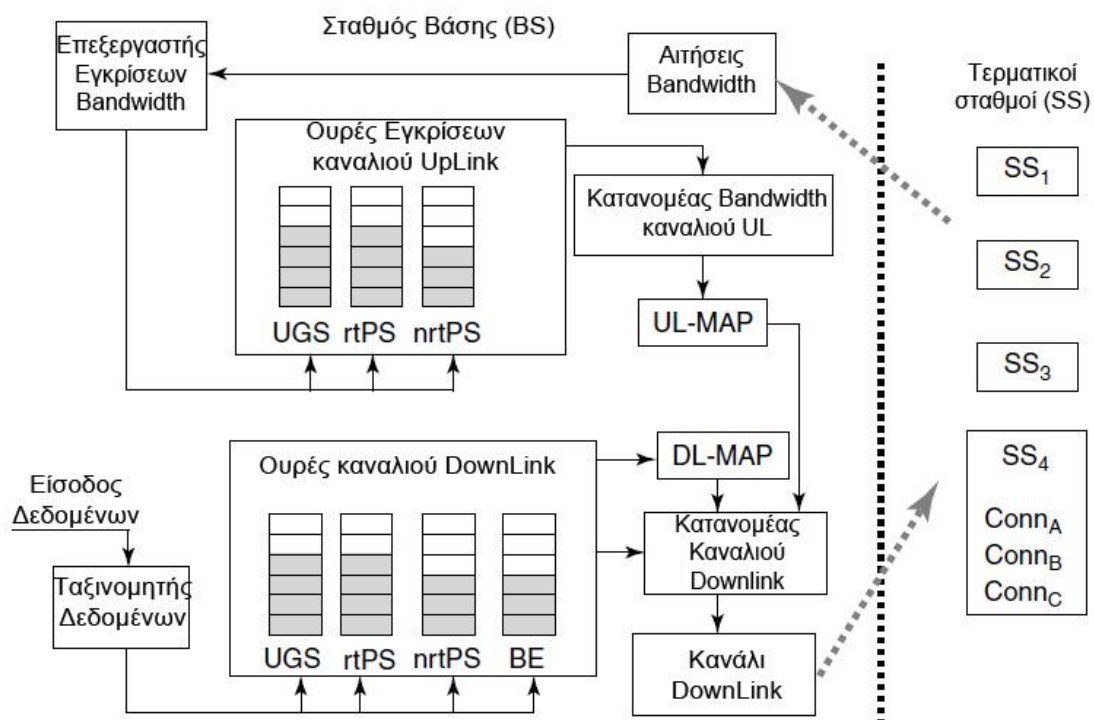 Σταθμός Βάσης (BS)
Επεξεργαστής
Εγκρίσεων
Bandwidth
Αιτήσεις
Bandwidth
Τερματικοί
σταθμοί (SS)
Ουρές Εγκρίσεων
καναλιού UpLink
UGS rtPS nrtPS
Κατανομέας Bandwidth
καναλιού UL
UL-MAP
SS1
SS2
SS3
SS4
ConnA
ConnB
ConnC
Είσοδος
Δεδομένων
Ταξινομητής
Δεδομένων
Ουρές καναλιού DownLink
UGS rtPS nrtPS BE
DL-MAP
Κατανομέας
Καναλιού
Downlink
Κανάλι
DownLink